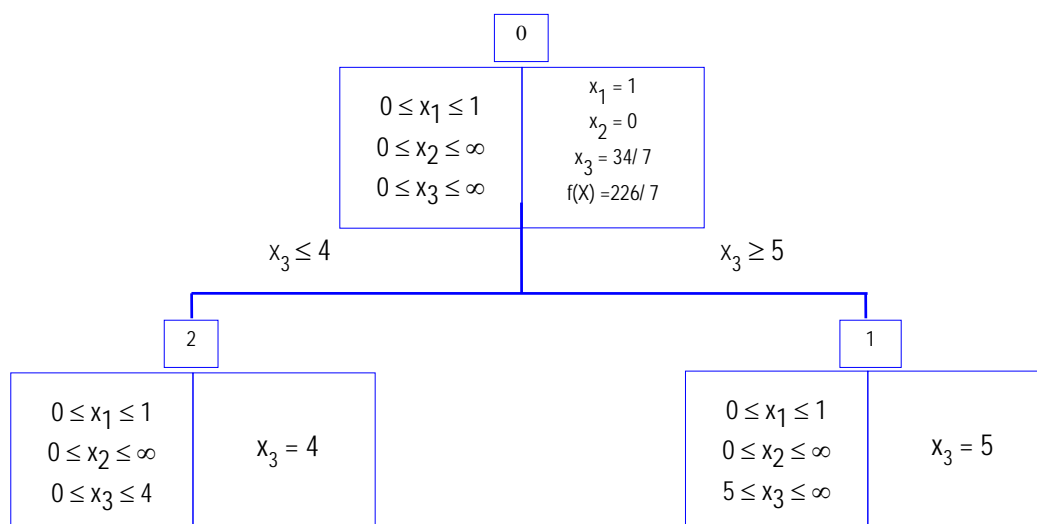 0
0 ≤ x₁ ≤ 1
0 ≤ x₂ ≤ ∞
0 ≤ x₃ ≤ ∞
x₁ = 1
x₂ = 0
x₃ = 34/ 7
f(X) =226/ 7
x₃ ≤ 4
x₃ ≥ 5
2
0 ≤ x₁ ≤ 1
0 ≤ x₂ ≤ ∞
0 ≤ x₃ ≤ 4
x₃ = 4
1
0 ≤ x₁ ≤ 1
0 ≤ x₂ ≤ ∞
5 ≤ x₃ ≤ ∞
x₃ = 5